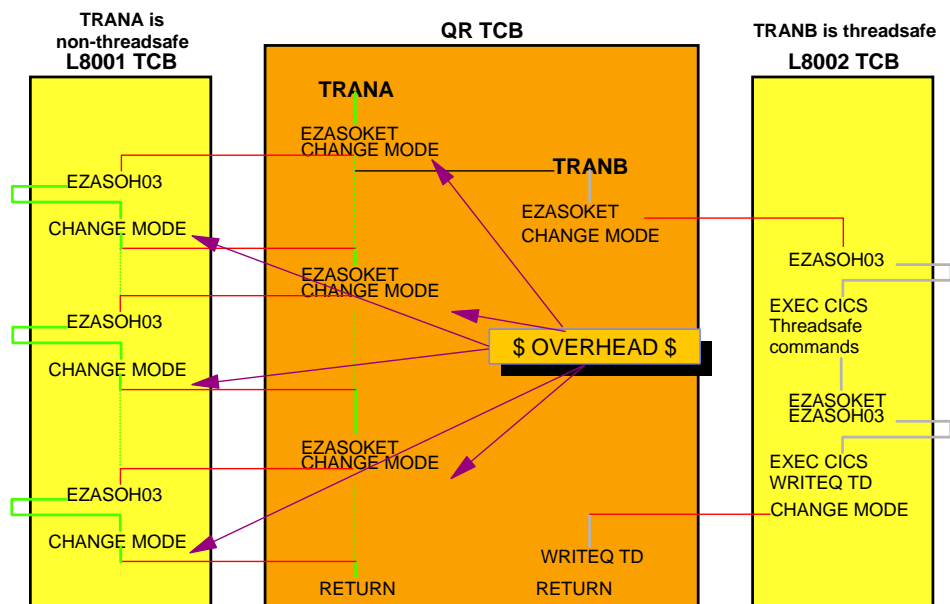 TRANA is
non-threadsafe
L8001 TCB
QR TCB
TRANB is threadsafe
L8002 TCB
TRANA
EZASOKET
CHANGE MODE
EZASOH03
TRANB
EZASOKET
CHANGE MODE
CHANGE MODE
EZASOH03
EZASOKET
CHANGE MODE
EZASOH03
EXEC CICS
Threadsafe
commands
$ OVERHEAD $
CHANGE MODE
EZASOKET
EZASOH03
EZASOKET
CHANGE MODE
EZASOH03
EXEC CICS
WRITEQ TD
CHANGE MODE
CHANGE MODE
WRITEQ TD
RETURN
RETURN